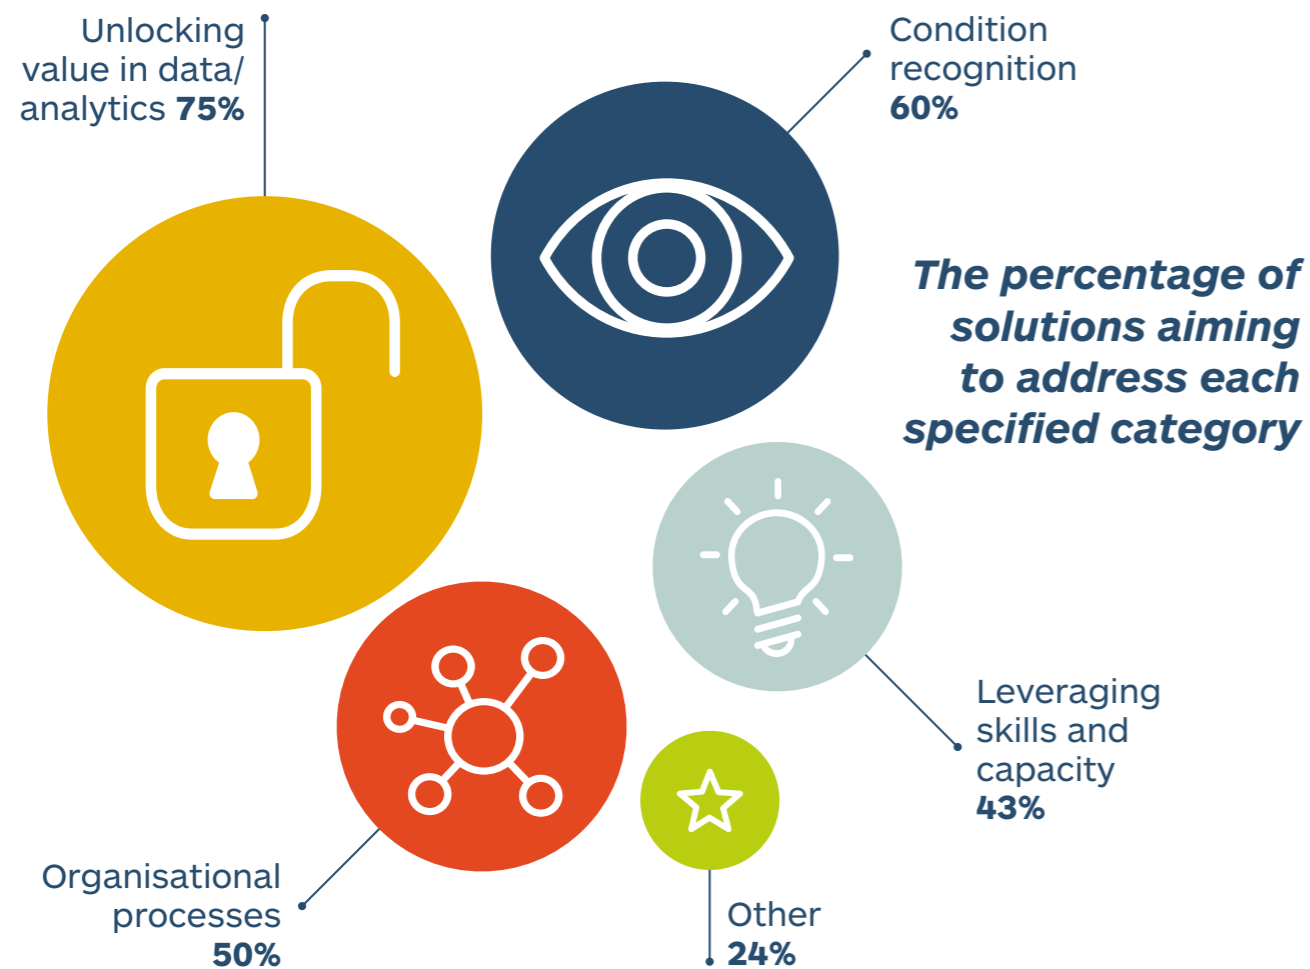 Unlocking
value in data/
analytics 75%
Condition
recognition
60%
The percentage of
solutions aiming
to address each
specified category
Leveraging
skills and
capacity
43%
Organisational
processes
50%
Other
24%